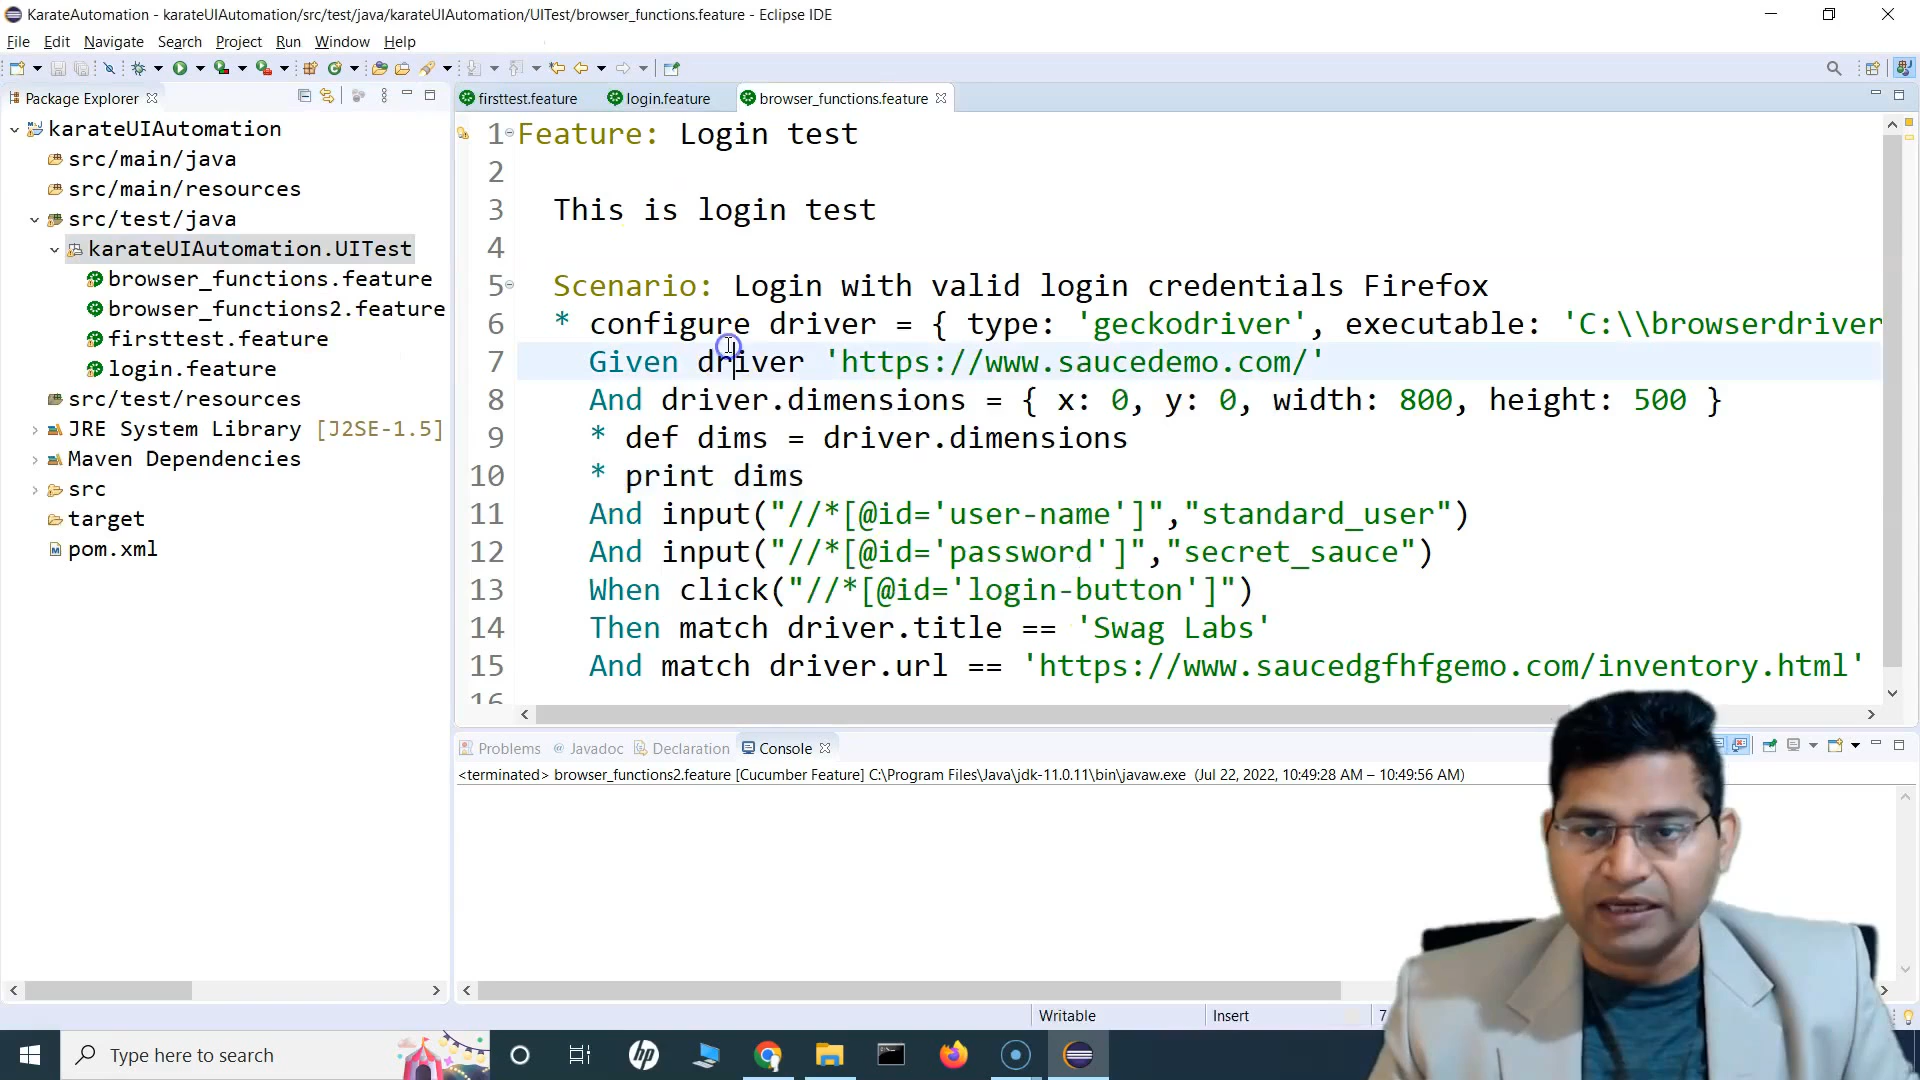 KarateAutomation - karateUIAutomation/src/test/java/karateUIAutomation/UITest/browser_functions.feature - Eclipse IDE
File Edit Navigate Search Project Run Window Help
Package Explorer
firsttest.feature login.feature browser_functions.feature
karateUIAutomation
src/main/java
src/main/resources
src/test/java
karateUIAutomation.UITest
browser_functions.feature
browser_functions2.feature
firsttest.feature
login.feature
src/test/resources
JRE System Library [J2SE-1.5]
Maven Dependencies
src
target
pom.xml
1 Feature: Login test
2
3 This is login test
4
5 Scenario: Login with valid login credentials Firefox
6 * configure driver = { type: 'geckodriver', executable: 'C:\\browserdriver
7 Given driver 'https://www.saucedemo.com/'
8 And driver.dimensions = { x: 0, y: 0, width: 800, height: 500 }
9 * def dims = driver.dimensions
10 * print dims
11 And input("//*[@id='user-name']","standard_user")
12 And input("//*[@id='password']","secret_sauce")
13 When click("//*[@id='login-button']")
14 Then match driver.title == 'Swag Labs'
15 And match driver.url == 'https://www.saucedgfhfgemo.com/inventory.html'
16
Problems Javadoc Declaration Console
<terminated> browser_functions2.feature [Cucumber Feature] C:\Program Files\Java\jdk-11.0.11\bin\javaw.exe (Jul 22, 2022, 10:49:28 AM – 10:49:56 AM)
Writable Insert 7
Type here to search
hp